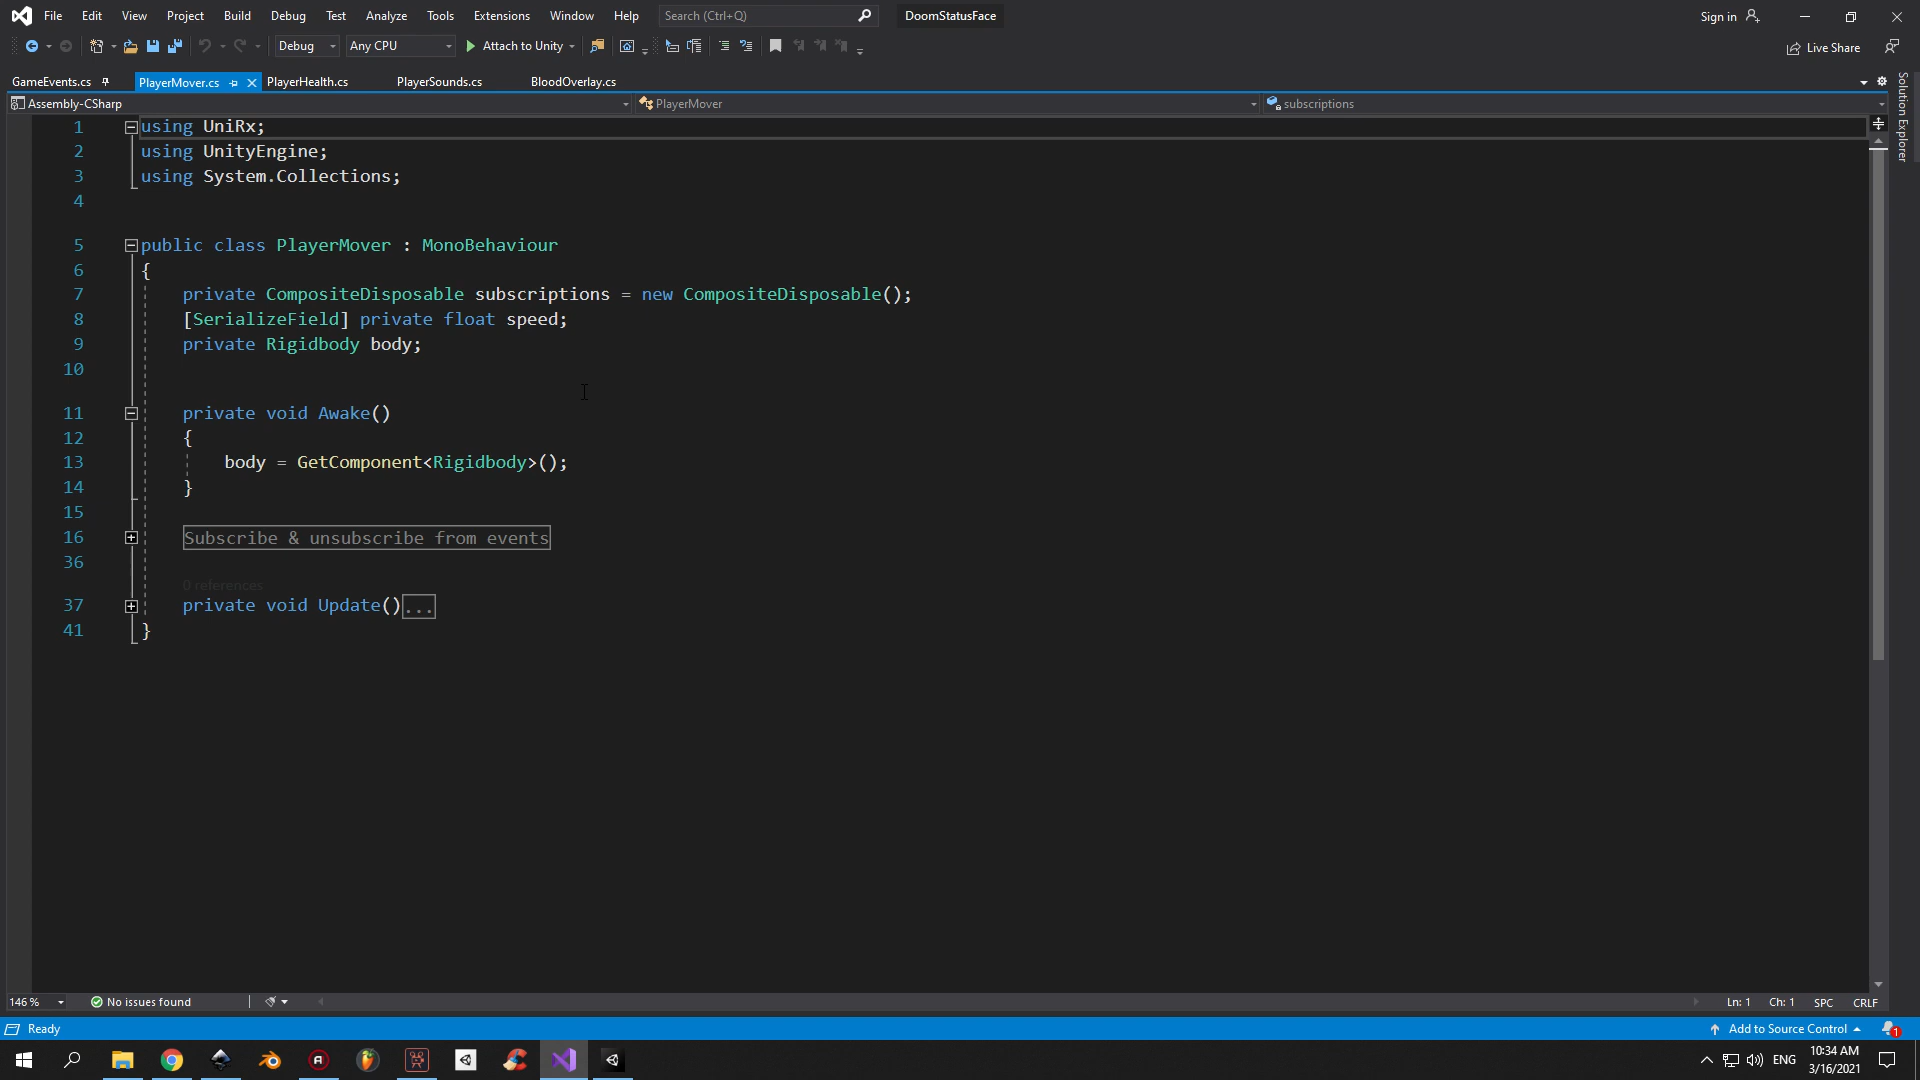 File Edit View Project Build Debug Test Analyze Tools Extensions Window Help Search (Ctrl+Q) DoomStatusFace Sign in
Debug Any CPU Attach to Unity Live Share
GameEvents.cs PlayerMover.cs PlayerHealth.cs PlayerSounds.cs BloodOverlay.cs
Assembly-CSharp PlayerMover subscriptions
Solution Explorer
1 using UniRx;
2 using UnityEngine;
3 using System.Collections;
4
5 public class PlayerMover : MonoBehaviour
6 {
7 private CompositeDisposable subscriptions = new CompositeDisposable();
8 [SerializeField] private float speed;
9 private Rigidbody body;
10
11 private void Awake()
12 {
13 body = GetComponent<Rigidbody>();
14 }
15
16 Subscribe & unsubscribe from events
36
0 references
37 private void Update()...
41 }
146 % No issues found Ln: 1 Ch: 1 SPC CRLF
Ready Add to Source Control 1
ENG 10:34 AM
3/16/2021